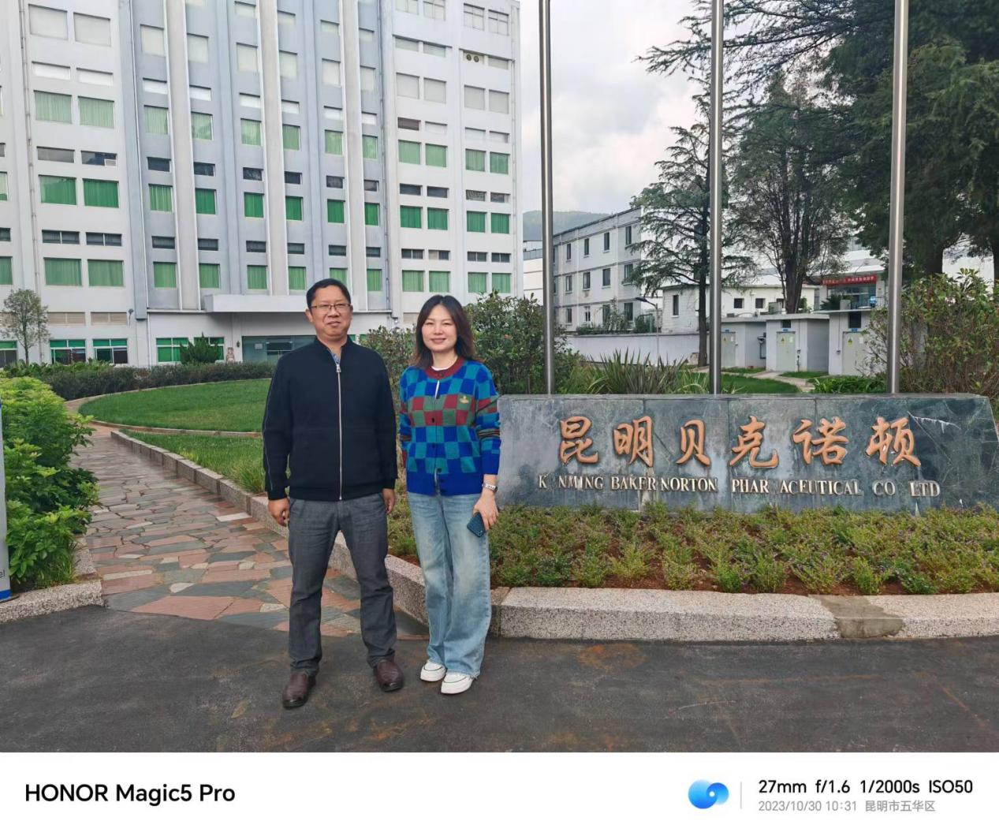 昆明贝克诺顿
K NMING BAKER NORTON PHAR ACEUTICAL CO LTD
HONOR Magic5 Pro
27mm f/1.6 1/2000s ISO50
2023/10/30 10:31 昆明市五华区